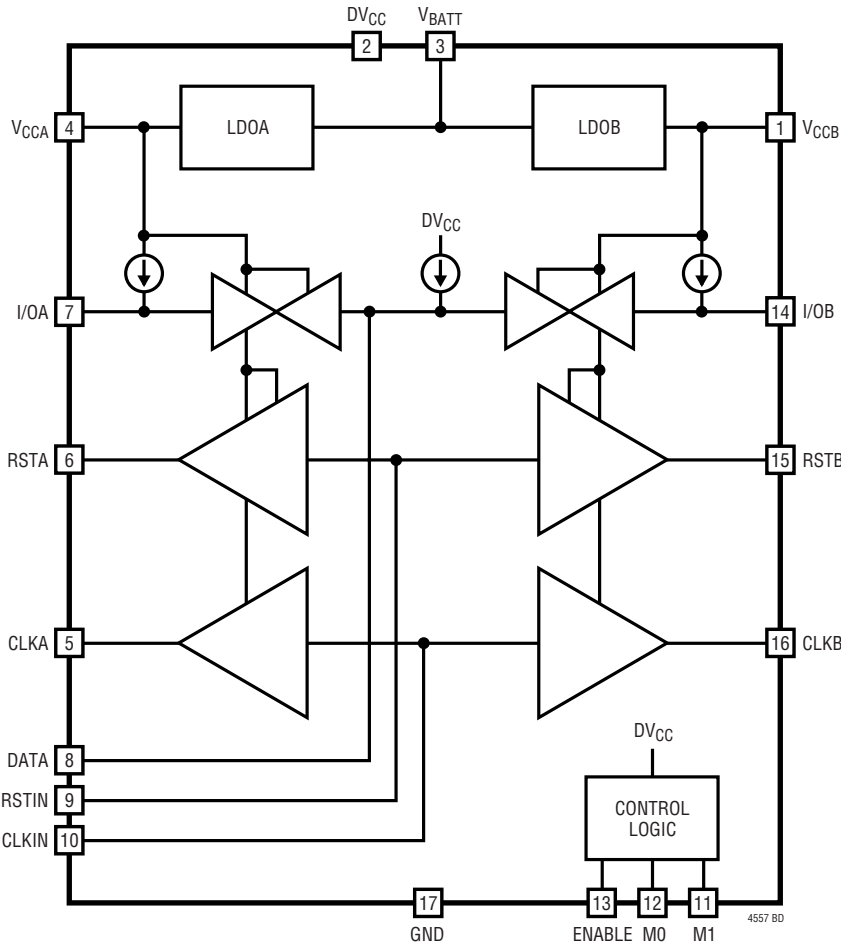 DVCC VBATT
2 3
VCCA 4 LDOA LDOB 1 VCCB
DVCC
I/OA 7 14 I/OB
RSTA 6 15 RSTB
CLKA 5 16 CLKB
DVCC
DATA 8
RSTIN 9
CONTROL
LOGIC
CLKIN 10
17 13 12 11
4557 BD
GND ENABLE M0 M1